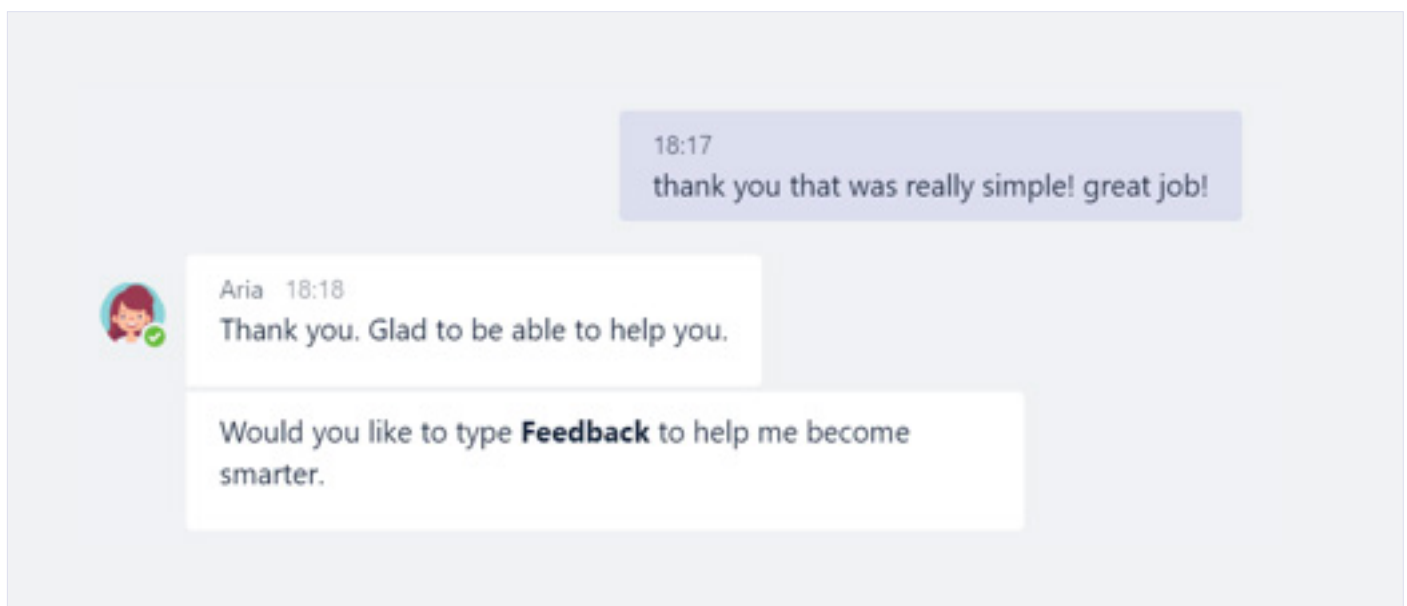 18:17
thank you that was really simple! great job!
Aria 18:18
Thank you. Glad to be able to help you.
Would you like to type Feedback to help me become
smarter.